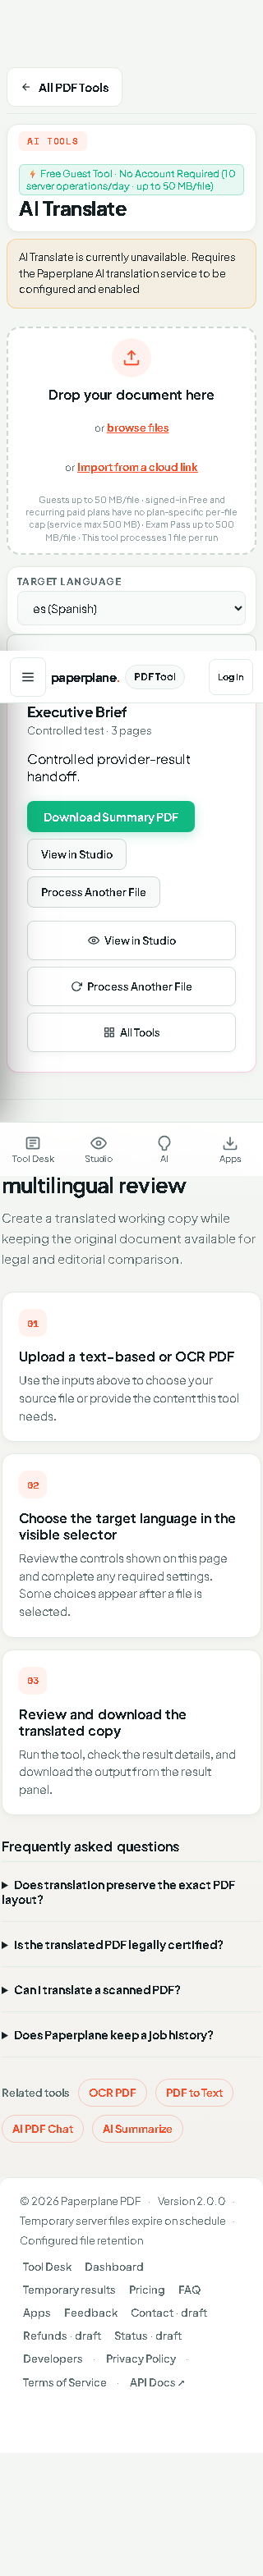 ← All PDF Tools
AI TOOLS
Free Guest Tool · No Account Required (10
server operations/day · up to 50 MB/file)
AI Translate
AI Translate is currently unavailable. Requires
the Paperplane AI translation service to be
configured and enabled
Drop your document here
or browse files
or Import from a cloud link
Guests up to 50 MB/file · signed-in Free and
recurring paid plans have no plan-specific per-file
cap (service max 500 MB) · Exam Pass up to 500
MB/file · This tool processes 1 file per run
TARGET LANGUAGE
es (Spanish)
paperplane. PDF Tool Log In
Executive Brief
Controlled test · 3 pages
Controlled provider-result
handoff.
Download Summary PDF
View in Studio
Process Another File
View in Studio
Process Another File
All Tools
Tool Desk Studio AI Apps
multilingual review
Create a translated working copy while
keeping the original document available for
legal and editorial comparison.
01
Upload a text-based or OCR PDF
Use the inputs above to choose your
source file or provide the content this tool
needs.
02
Choose the target language in the
visible selector
Review the controls shown on this page
and complete any required settings.
Some choices appear after a file is
selected.
03
Review and download the
translated copy
Run the tool, check the result details, and
download the output from the result
panel.
Frequently asked questions
▶ Does translation preserve the exact PDF
layout?
▶ Is the translated PDF legally certified?
▶ Can I translate a scanned PDF?
▶ Does Paperplane keep a job history?
Related tools OCR PDF PDF to Text
AI PDF Chat AI Summarize
© 2026 Paperplane PDF · Version 2.0.0 ·
Temporary server files expire on schedule ·
Configured file retention
Tool Desk Dashboard
Temporary results Pricing FAQ
Apps Feedback Contact · draft
Refunds · draft Status · draft
Developers · Privacy Policy ·
Terms of Service · API Docs ↗